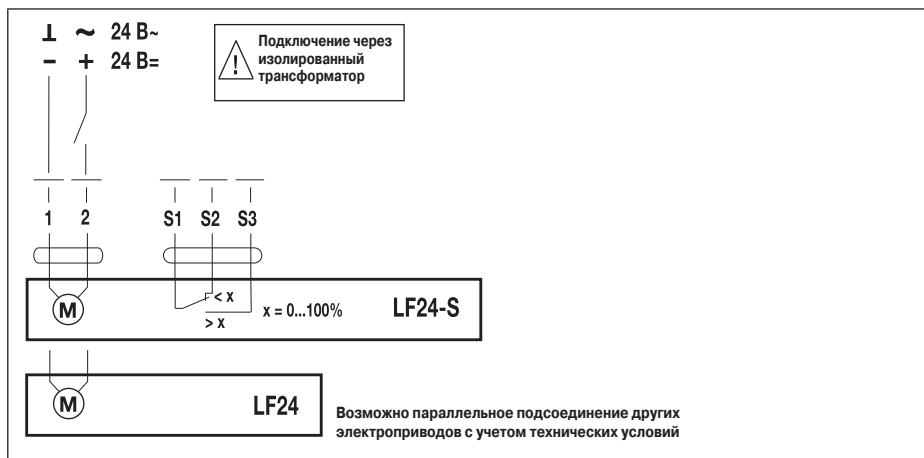 ⊥ ~ 24 В~
− + 24 В=
Подключение через
изолированный
трансформатор
!
1 2 S1 S2 S3
M
< x
> x
x = 0...100%
LF24-S
M
LF24
Возможно параллельное подсоединение других
электроприводов с учетом технических условий